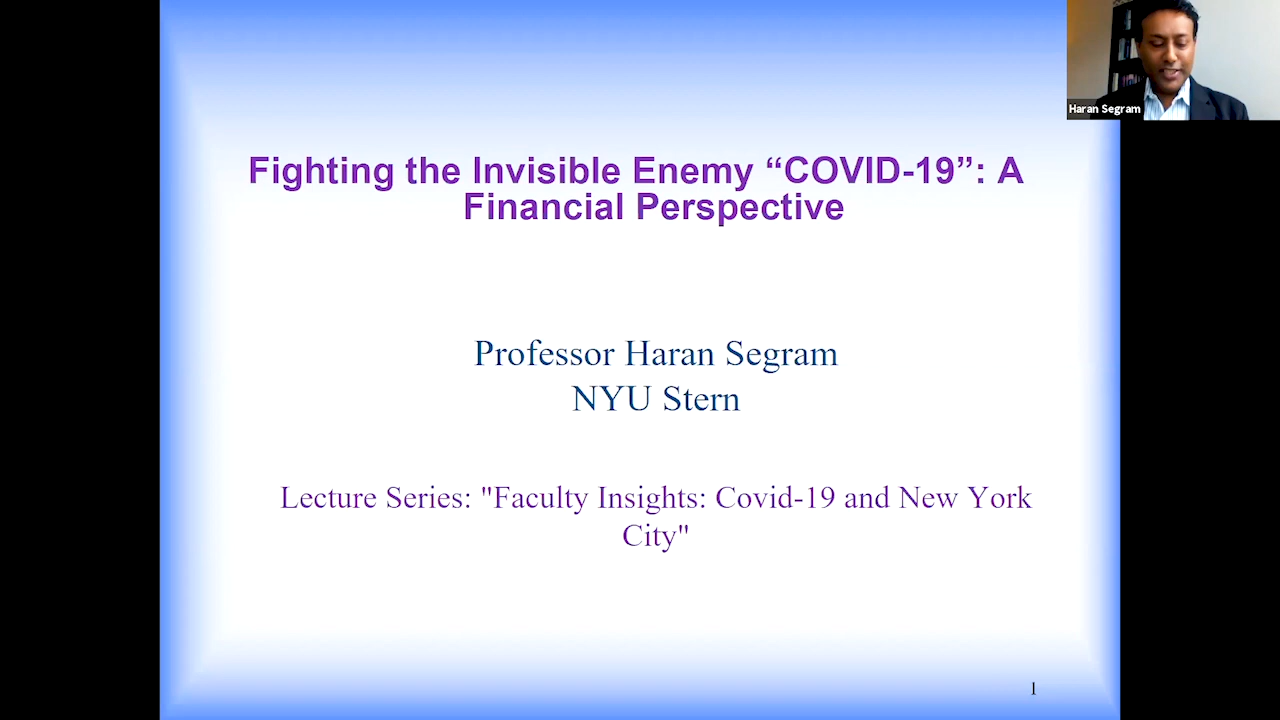 Haran Segram
Fighting the Invisible Enemy “COVID-19”: A
Financial Perspective
Professor Haran Segram
NYU Stern
Lecture Series: "Faculty Insights: Covid-19 and New York
City"
1